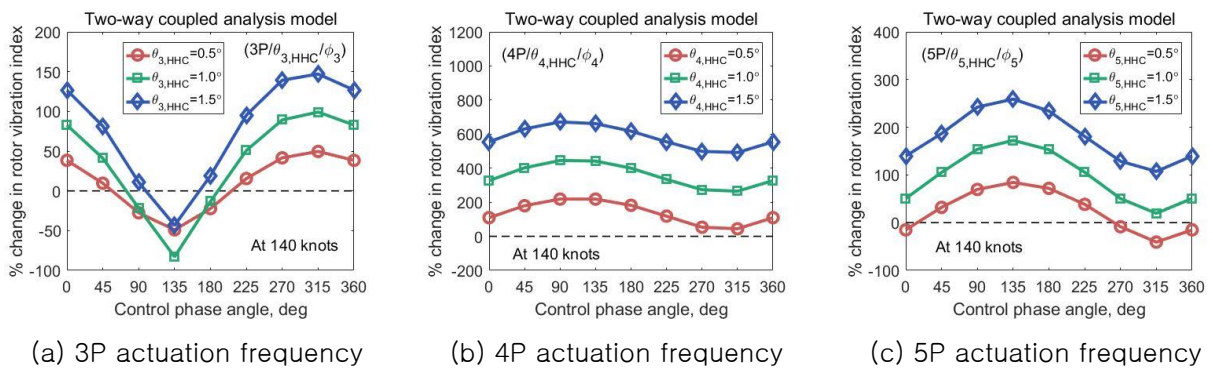 Two-way coupled analysis model
% change in rotor vibration index
200
150
100
50
0
-50
-100
θ3,HHC=0.5°
θ3,HHC=1.0°
θ3,HHC=1.5°
(3P/θ3,HHC/ϕ3)
At 140 knots
0 45 90 135 180 225 270 315 360
Control phase angle, deg
(a) 3P actuation frequency
Two-way coupled analysis model
% change in rotor vibration index
1200
1000
800
600
400
200
0
-200
(4P/θ4,HHC/ϕ4)
θ4,HHC=0.5°
θ4,HHC=1.0°
θ4,HHC=1.5°
At 140 knots
0 45 90 135 180 225 270 315 360
Control phase angle, deg
(b) 4P actuation frequency
Two-way coupled analysis model
% change in rotor vibration index
400
300
200
100
0
-100
(5P/θ5,HHC/ϕ5)
θ5,HHC=0.5°
θ5,HHC=1.0°
θ5,HHC=1.5°
At 140 knots
0 45 90 135 180 225 270 315 360
Control phase angle, deg
(c) 5P actuation frequency